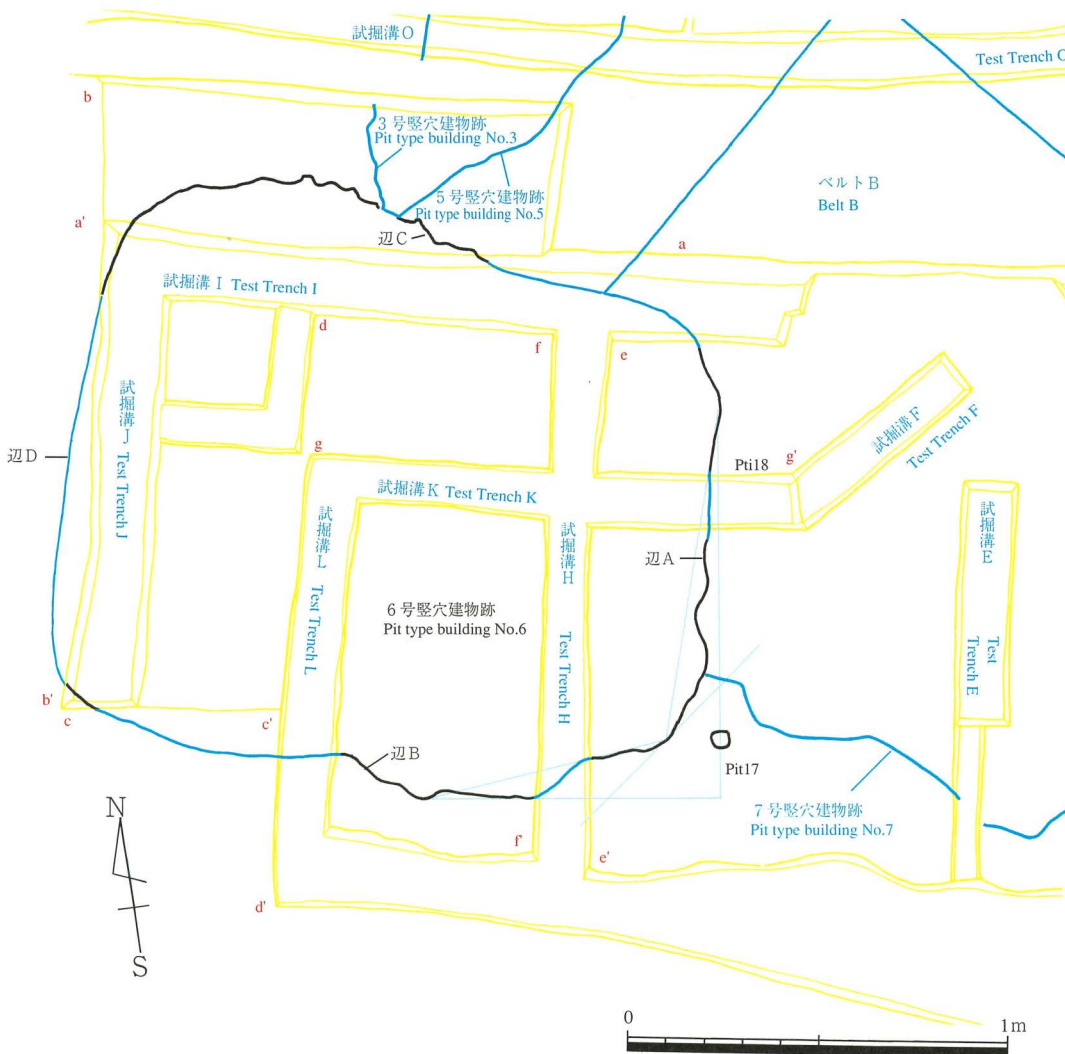 試掘溝O
Test Trench O
b
3号竪穴建物跡
Pit type building No.3
5号竪穴建物跡
Pit type building No.5
ベルトB
Belt B
a'
辺C
a
試掘溝I Test Trench I
d
f
e
試掘溝J Test Trench J
辺D
g
Pti18
g'
試掘溝F
Test Trench F
試掘溝K Test Trench K
試掘溝L Test Trench L
試掘溝H Test Trench H
辺A
試掘溝E
Test
Trench E
6号竪穴建物跡
Pit type building No.6
b'
c
c'
辺B
Pit17
7号竪穴建物跡
Pit type building No.7
f'
e'
d'
N
S
0
1m